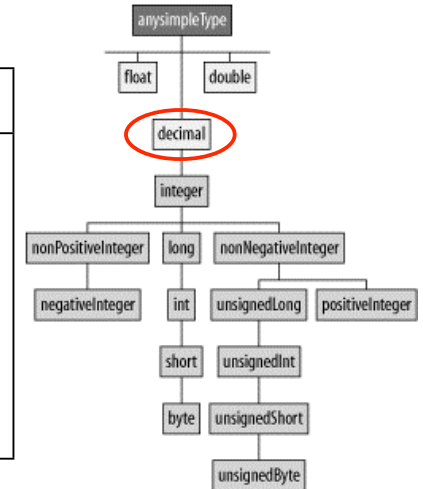 anysimpleType
float double
decimal
integer
nonPositiveInteger long nonNegativeInteger
negativeInteger int unsignedLong positiveInteger
short unsignedInt
byte unsignedShort
unsignedByte